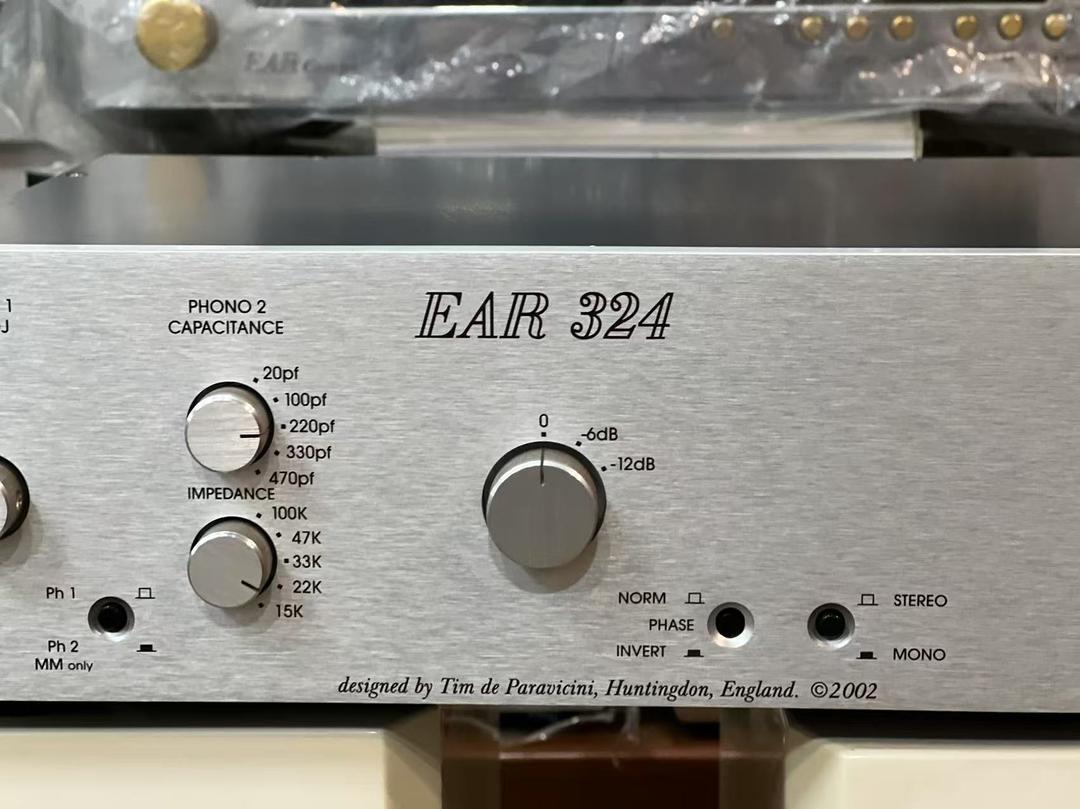 EAR
1
J
PHONO 2
CAPACITANCE
EAR 324
20pf
100pf
220pf
330pf
470pf
IMPEDANCE
100K
47K
33K
22K
15K
0
-6dB
-12dB
Ph 1
Ph 2
MM only
NORM
PHASE
INVERT
STEREO
MONO
designed by Tim de Paravicini, Huntingdon, England. ©2002